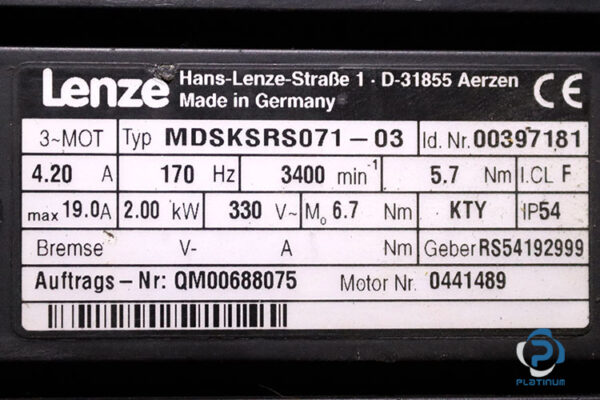 Lenze Hans-Lenze-Straße 1 · D-31855 Aerzen
Made in Germany CE
3~MOT Typ MDSKSRS071-03 Id. Nr. 00397181
4.20 A 170 Hz 3400 min⁻¹ 5.7 Nm I.CL F
max 19.0A 2.00 kW 330 V~ M₀ 6.7 Nm KTY IP54
Bremse V- A Nm Geber RS54192999
Auftrags-Nr: QM00688075 Motor Nr. 0441489
PLATINUM